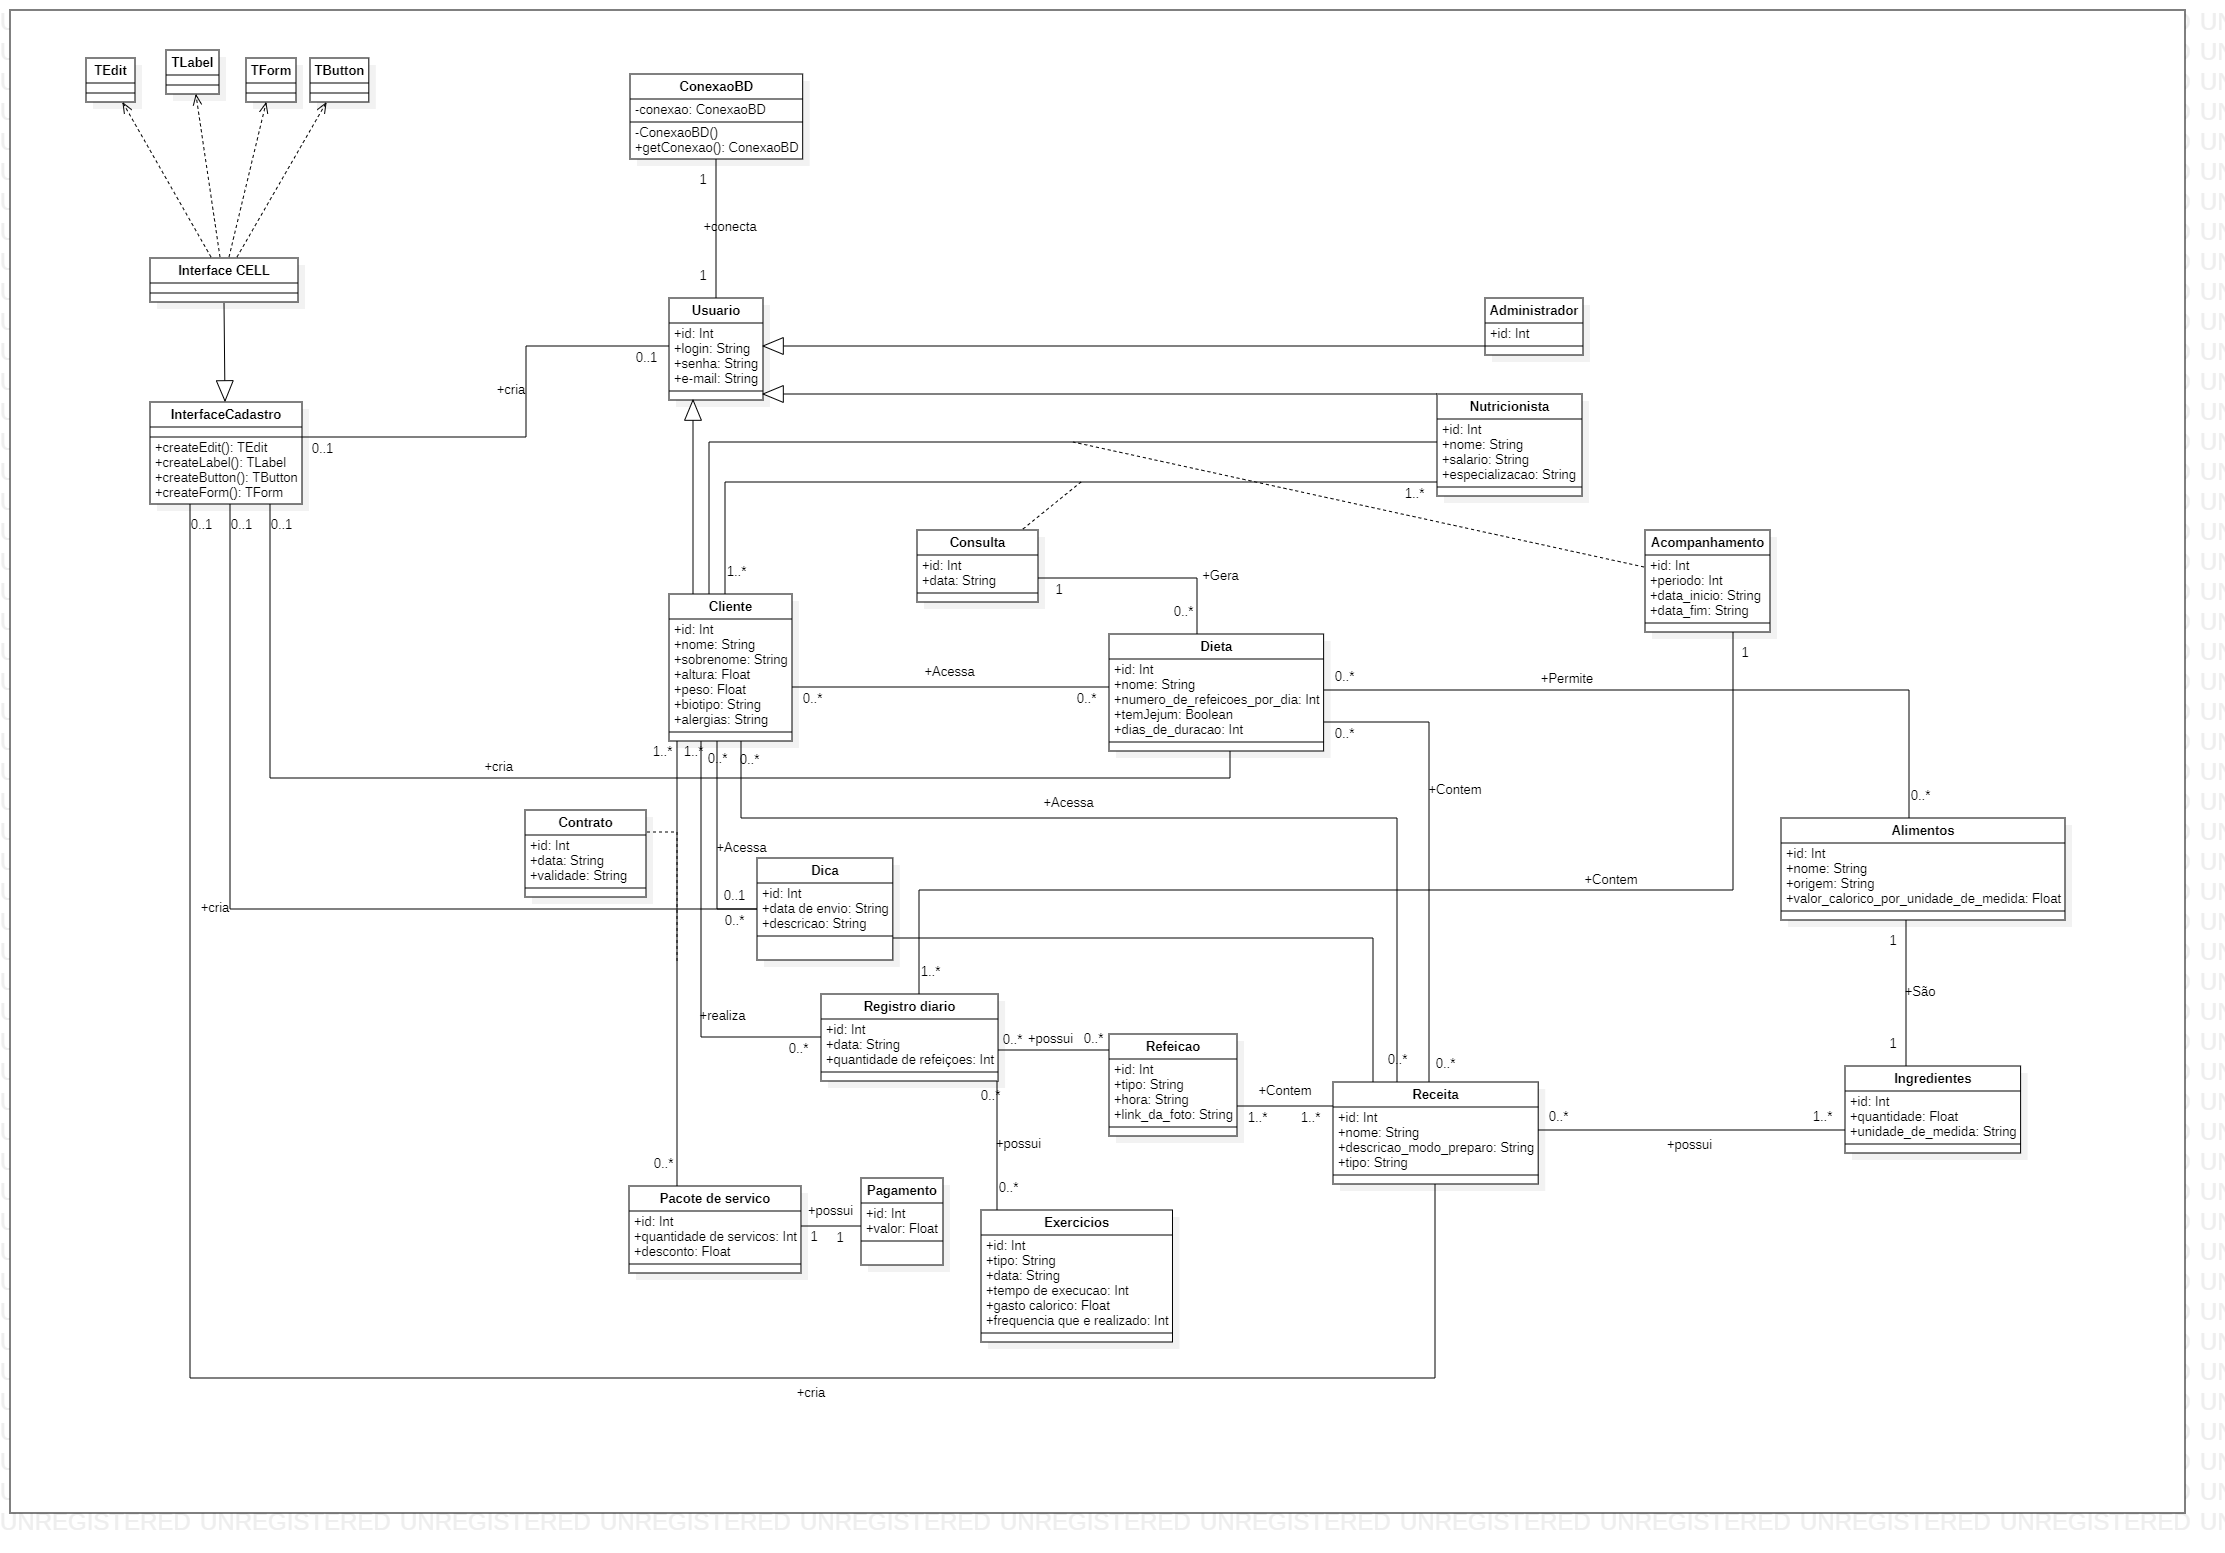 TEdit
TLabel
TForm
TButton
ConexaoBD
-conexao: ConexaoBD
-ConexaoBD()
+getConexao(): ConexaoBD
1
+conecta
1
Interface CELL
Usuario
+id: Int
+login: String
+senha: String
+e-mail: String
Administrador
+id: Int
0..1
+cria
0..1
InterfaceCadastro
+createEdit(): TEdit
+createLabel(): TLabel
+createButton(): TButton
+createForm(): TForm
0..1
0..1
0..1
Nutricionista
+id: Int
+nome: String
+salario: String
+especializacao: String
1..*
1..*
Consulta
+id: Int
+data: String
1
+Gera
0..*
Acompanhamento
+id: Int
+periodo: Int
+data_inicio: String
+data_fim: String
1
Cliente
+id: Int
+nome: String
+sobrenome: String
+altura: Float
+peso: Float
+biotipo: String
+alergias: String
0..*
+Acessa
0..*
Dieta
+id: Int
+nome: String
+numero_de_refeicoes_por_dia: Int
+temJejum: Boolean
+dias_de_duracao: Int
0..*
+Permite
0..*
0..*
1..*
1..*
0..*
0..*
+cria
+Acessa
+Contem
Contrato
+id: Int
+data: String
+validade: String
+Acessa
0..1
0..*
+cria
Dica
+id: Int
+data de envio: String
+descricao: String
+Contem
Alimentos
+id: Int
+nome: String
+origem: String
+valor_calorico_por_unidade_de_medida: Float
1
+São
1
1..*
+realiza
0..*
Registro diario
+id: Int
+data: String
+quantidade de refeiçoes: Int
0..*
+possui
0..*
Refeicao
+id: Int
+tipo: String
+hora: String
+link_da_foto: String
+Contem
1..*
1..*
0..*
0..*
Receita
+id: Int
+nome: String
+descricao_modo_preparo: String
+tipo: String
0..*
+possui
1..*
Ingredientes
+id: Int
+quantidade: Float
+unidade_de_medida: String
0..*
+possui
0..*
0..*
Pacote de servico
+id: Int
+quantidade de servicos: Int
+desconto: Float
+possui
1
1
Pagamento
+id: Int
+valor: Float
Exercicios
+id: Int
+tipo: String
+data: String
+tempo de execucao: Int
+gasto calorico: Float
+frequencia que e realizado: Int
+cria
UNREGISTERED UNREGISTERED UNREGISTERED UNREGISTERED UNREGISTERED UNREGISTERED UNREGISTERED UNREGISTERED UNREGISTERED UNREGISTERED UNREGISTERED UN